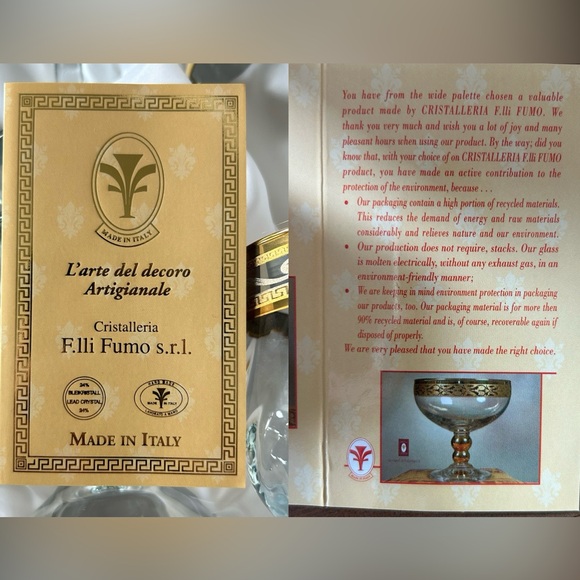 MADE IN ITALY
L'arte del decoro
Artigianale
Cristalleria
F.lli Fumo s.r.l.
24%
BLEIKRISTALL
LEAD CRYSTAL
24%
HAND MADE
MADE IN ITALY
LAVORATO A MANO
MADE IN ITALY
You have from the wide palette chosen a valuable
product made by CRISTALLERIA F.lli FUMO. We
thank you very much and wish you a lot of joy and many
pleasant hours when using our product. By the way; did you
know that, with your choice of on CRISTALLERIA F.lli FUMO
product, you have made an active contribution to the
protection of the environment, because . . .
• Our packaging contain a high portion of recycled materials.
This reduces the demand of energy and raw materials
considerably and relieves nature and our environment.
• Our production does not require, stacks. Our glass
is molten electrically, without any exhaust gas, in an
environment-friendly manner;
• We are keeping in mind environment protection in packaging
our products, too. Our packaging material is for more then
90% recycled material and is, of course, recoverable again if
disposed of properly.
We are very pleased that you have made the right choice.